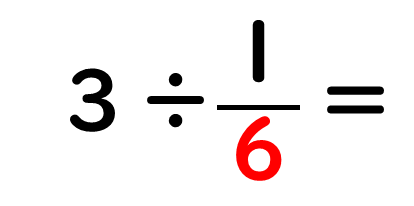 3 ÷ 1/6 =